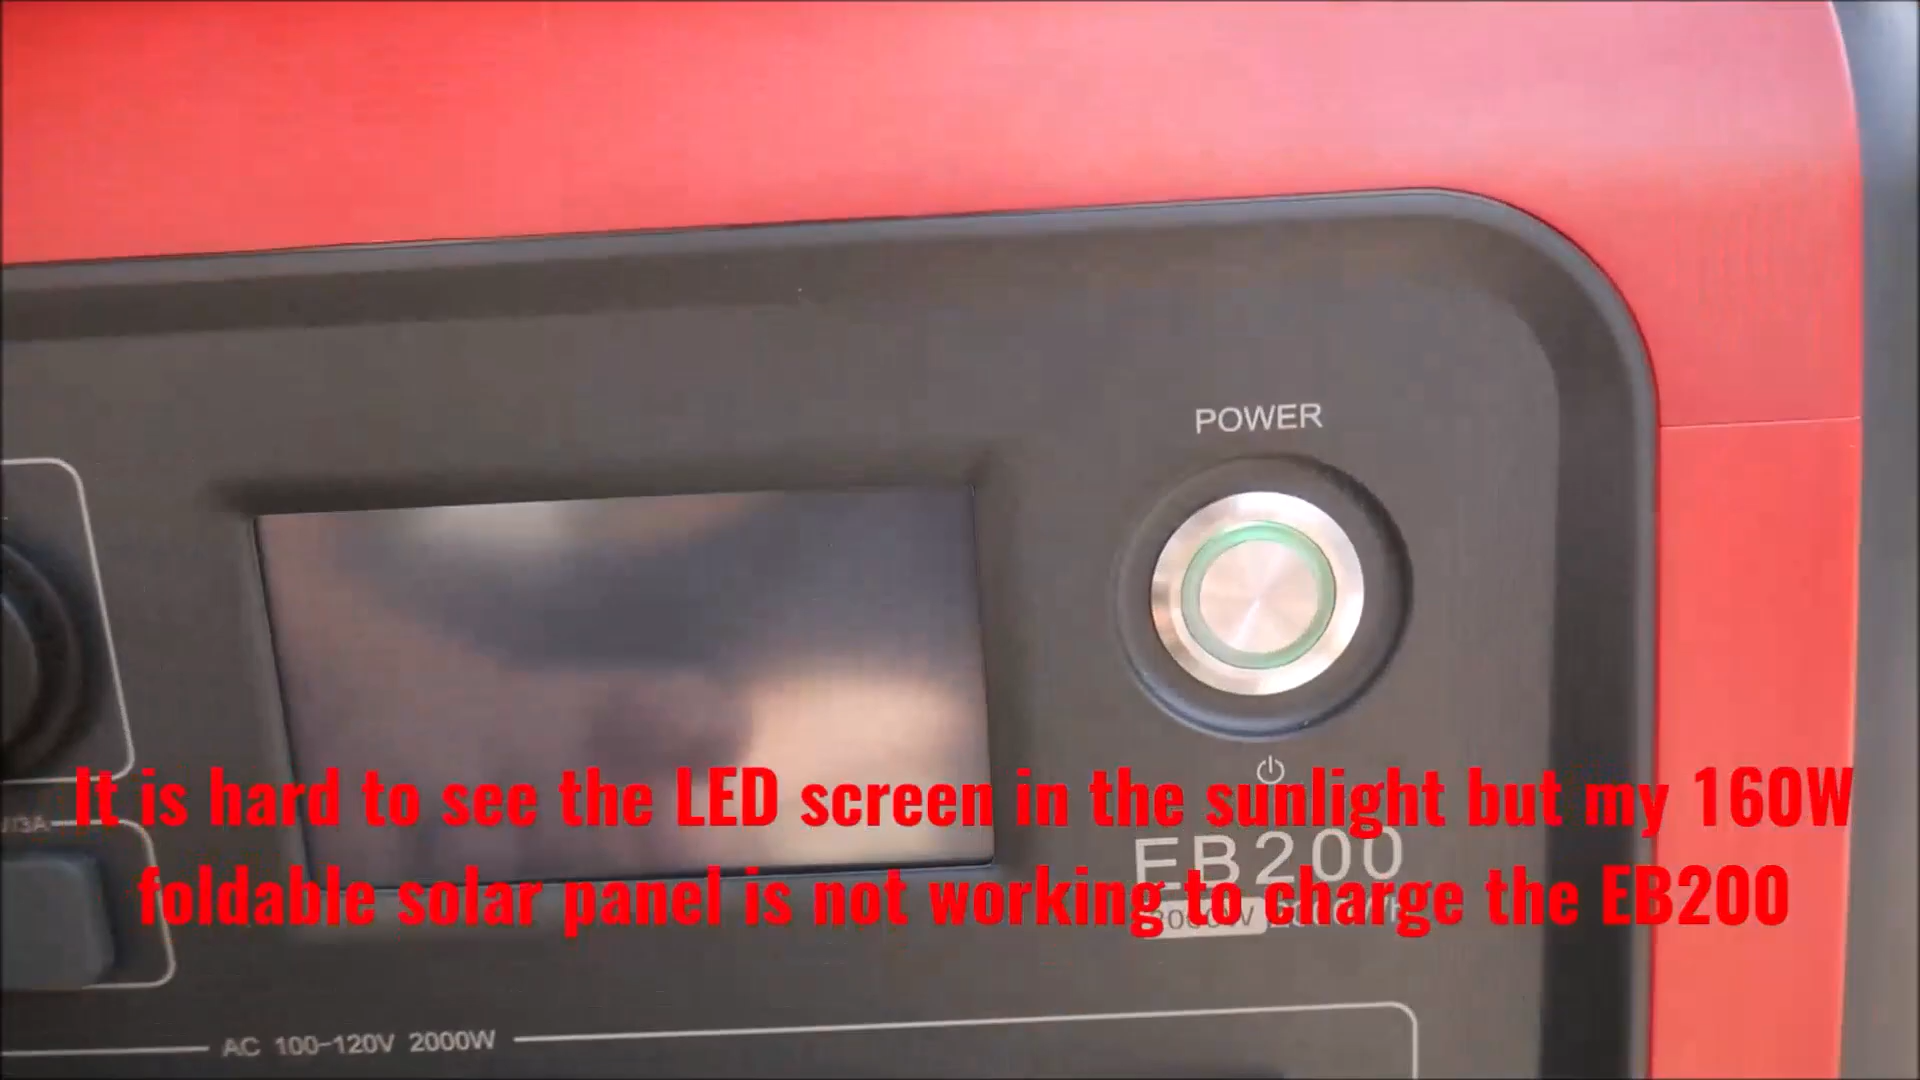 POWER
It is hard to see the LED screen in the sunlight but my 160W
EB200
foldable solar panel is not working to charge the EB200
AC 100-120V 2000W